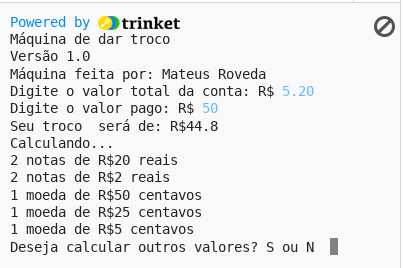 Powered by trinket
Máquina de dar troco
Versão 1.0
Máquina feita por: Mateus Roveda
Digite o valor total da conta: R$ 5.20
Digite o valor pago: R$ 50
Seu troco  será de: R$44.8
Calculando...
2 notas de R$20 reais
2 notas de R$2 reais
1 moeda de R$50 centavos
1 moeda de R$25 centavos
1 moeda de R$5 centavos
Deseja calcular outros valores? S ou N